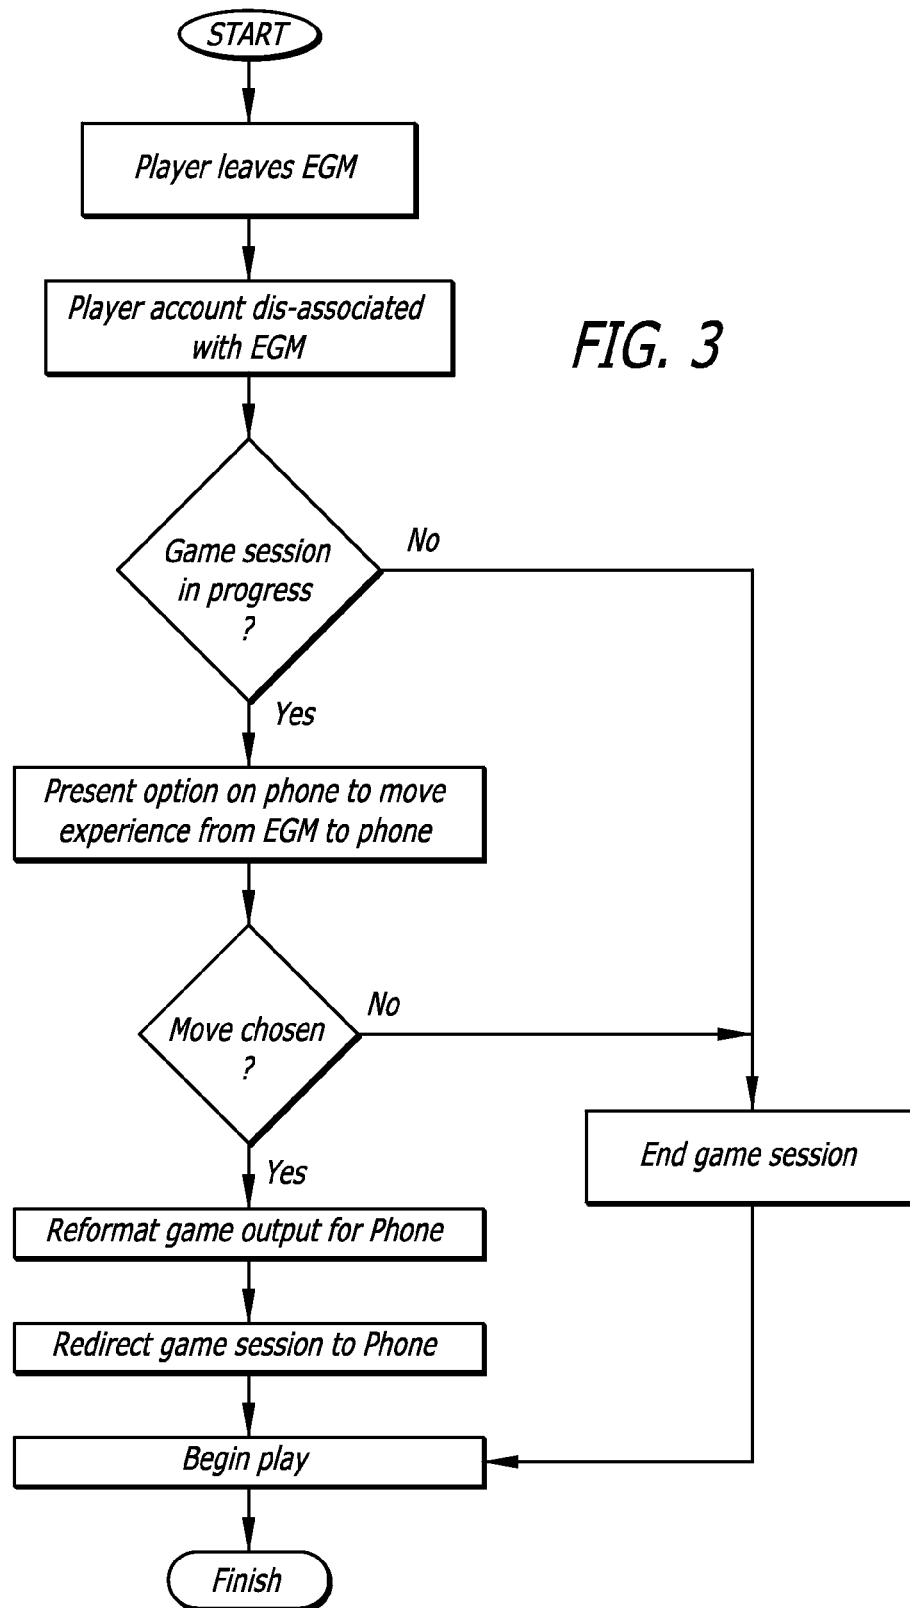 START
Player leaves EGM
Player account dis-associated
with EGM
FIG. 3
Game session
in progress
?
No
Yes
Present option on phone to move
experience from EGM to phone
Move chosen
?
No
Yes
End game session
Reformat game output for Phone
Redirect game session to Phone
Begin play
Finish